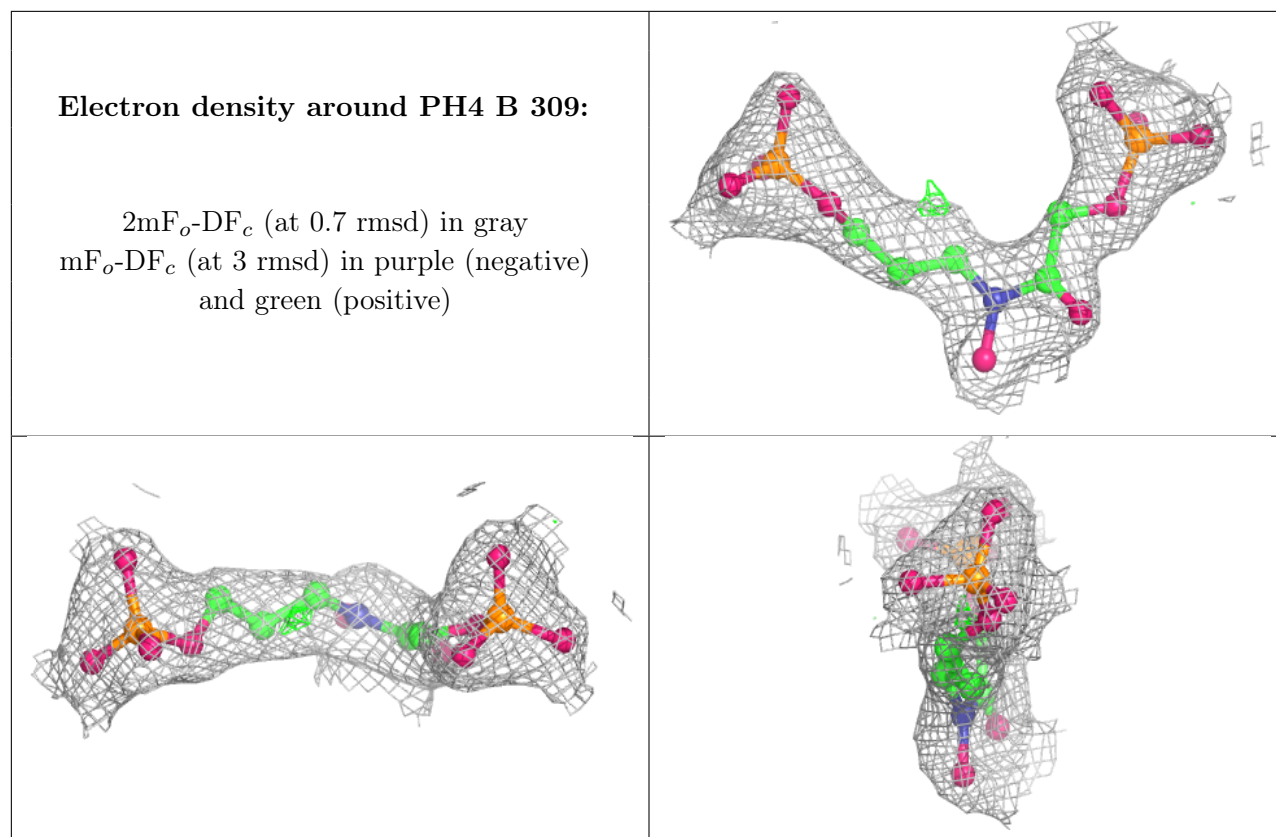 Electron density around PH4 B 309:
2mFo-DFc (at 0.7 rmsd) in gray
mFo-DFc (at 3 rmsd) in purple (negative)
and green (positive)